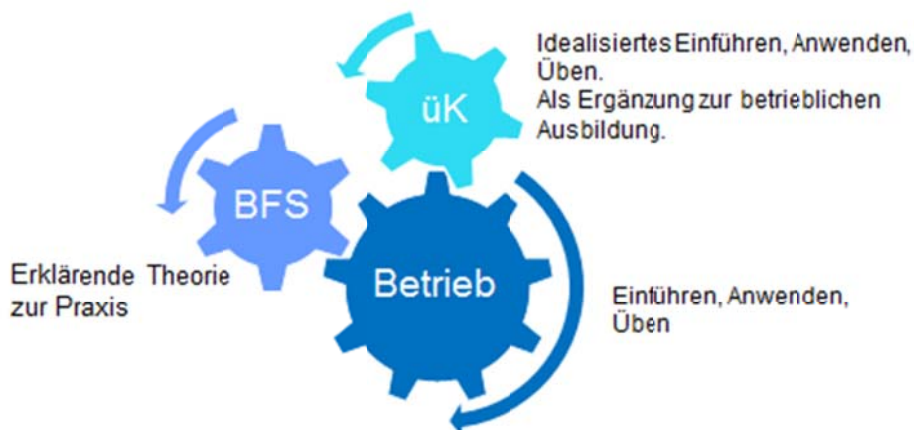 Idealisiertes Einführen, Anwenden,
Üben.
Als Ergänzung zur betrieblichen
Ausbildung.
üK
BFS
Erklärende Theorie
zur Praxis
Betrieb
Einführen, Anwenden,
Üben